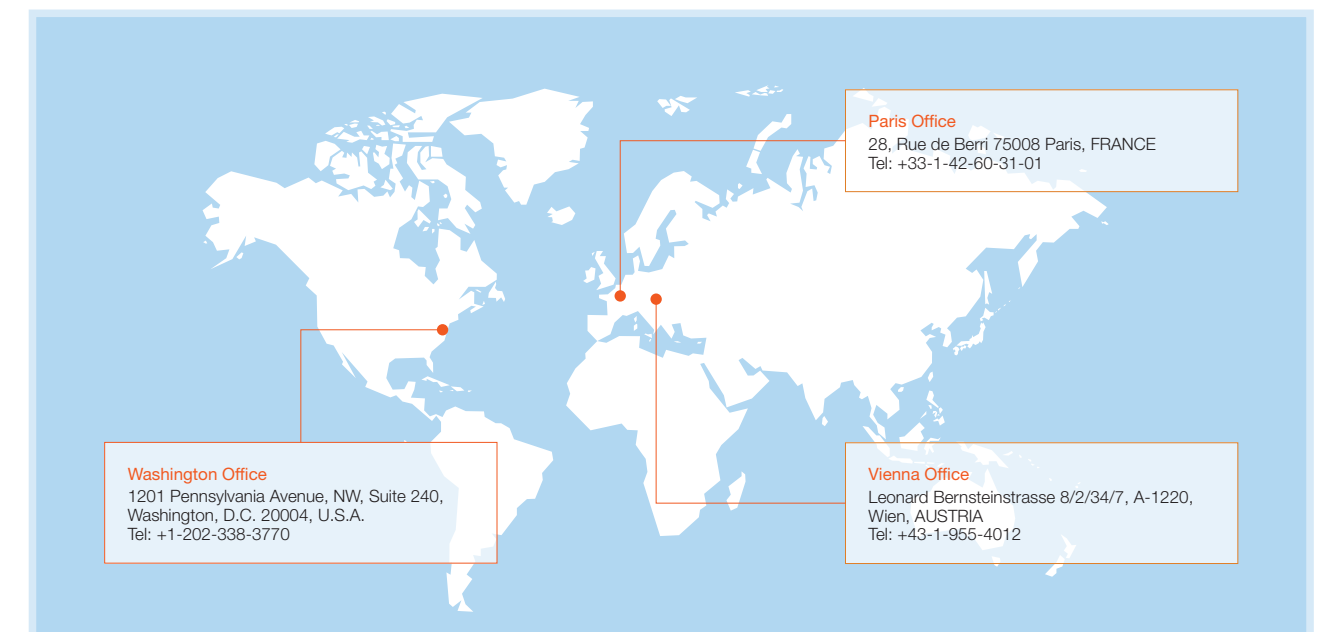 Paris Office
28, Rue de Berri 75008 Paris, FRANCE
Tel: +33-1-42-60-31-01
Washington Office
1201 Pennsylvania Avenue, NW, Suite 240,
Washington, D.C. 20004, U.S.A.
Tel: +1-202-338-3770
Vienna Office
Leonard Bernsteinstrasse 8/2/34/7, A-1220,
Wien, AUSTRIA
Tel: +43-1-955-4012